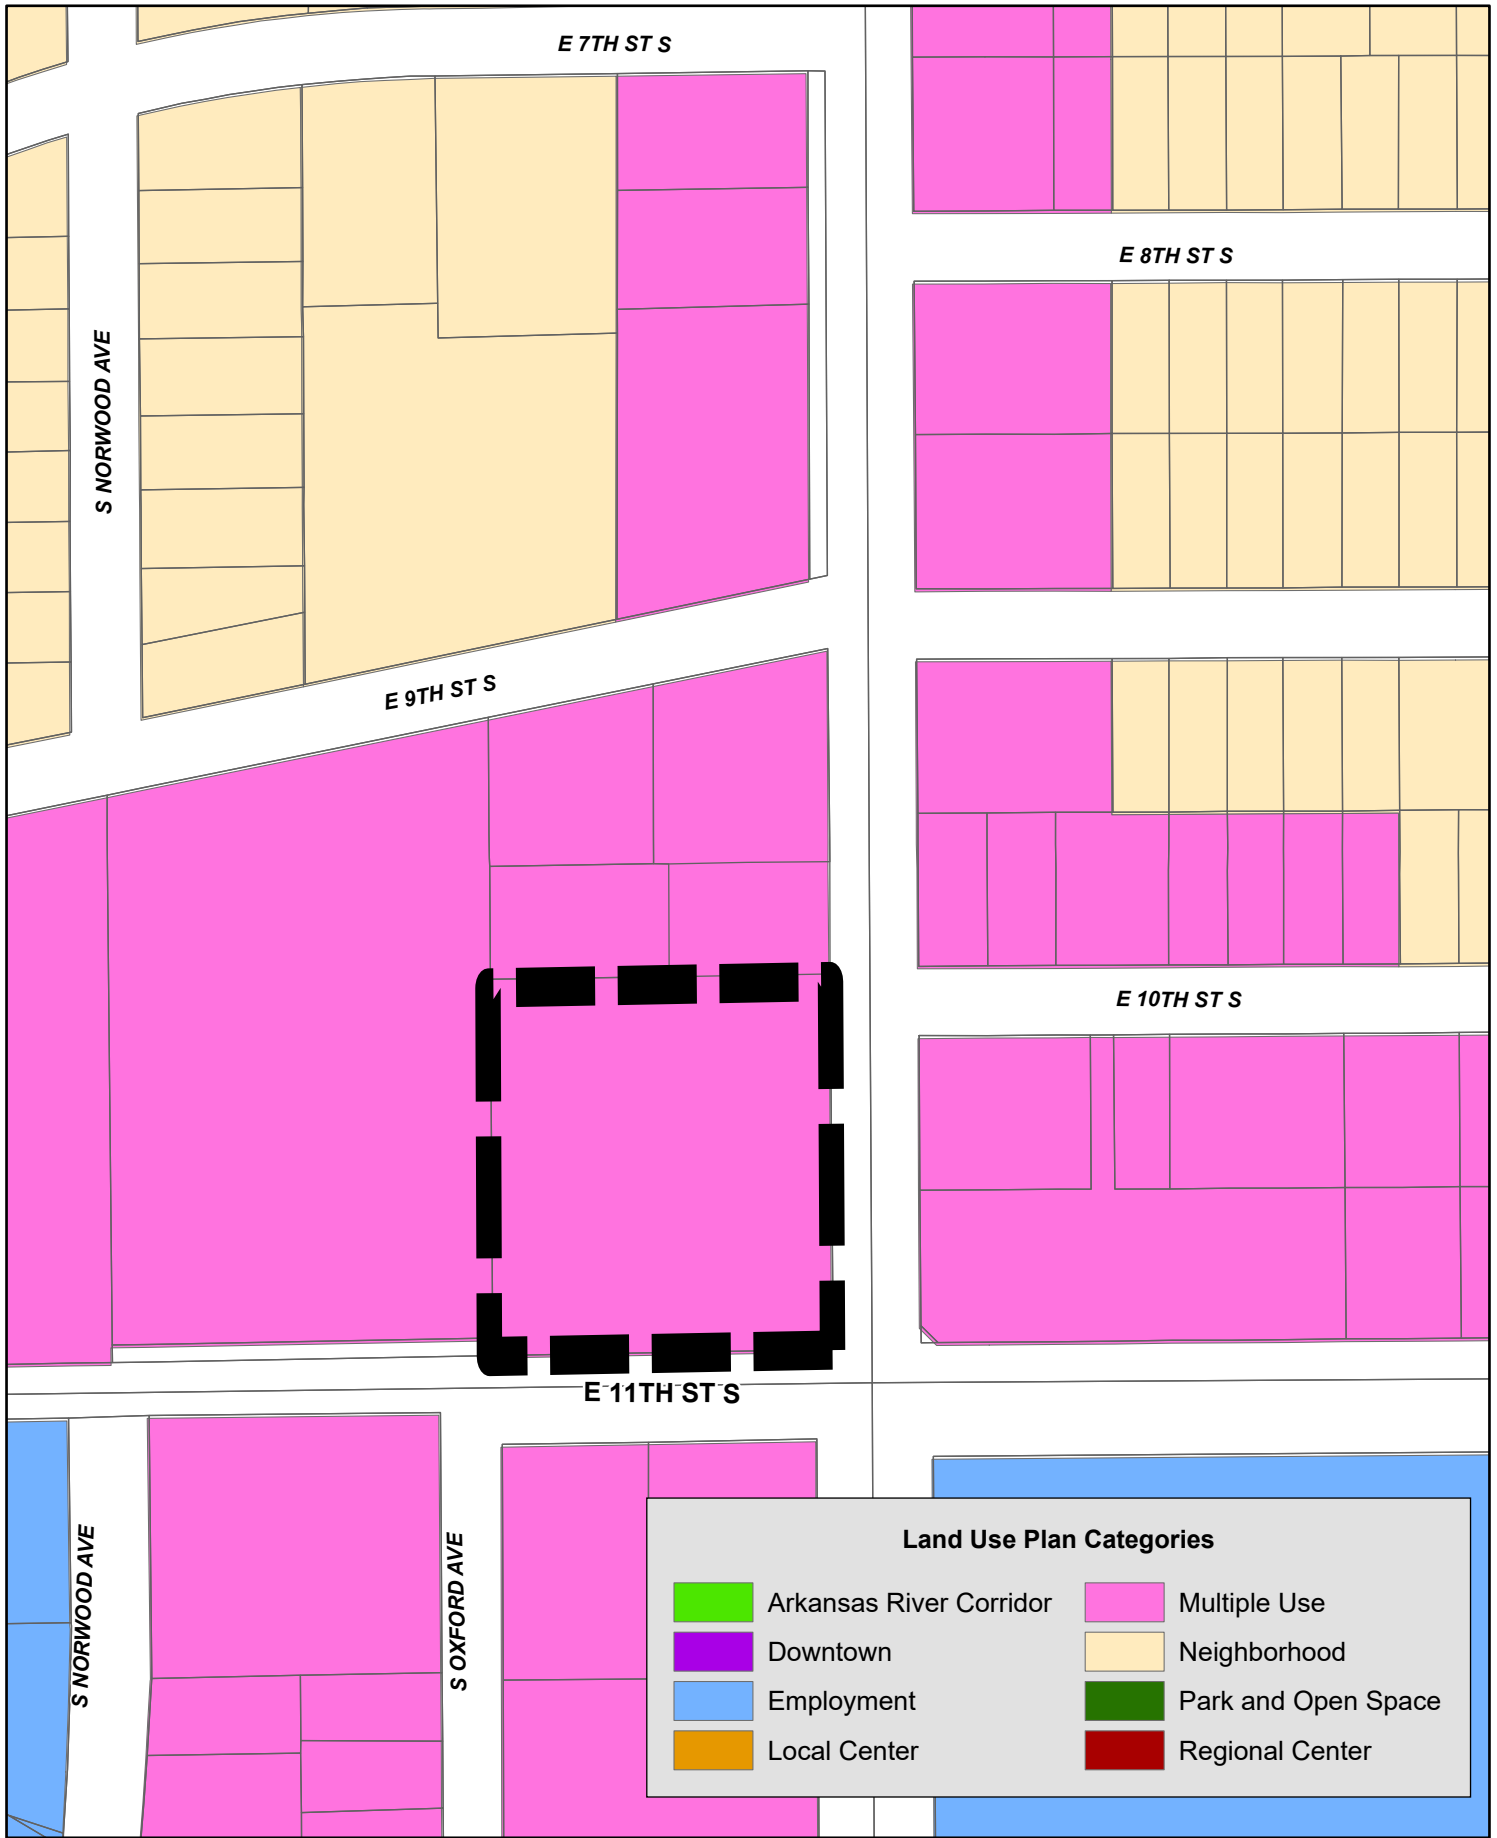 E 7TH ST S
E 8TH ST S
S NORWOOD AVE
E 9TH ST S
E 10TH ST S
E 11TH ST S
S NORWOOD AVE
S OXFORD AVE
Land Use Plan Categories
Arkansas River Corridor
Downtown
Employment
Local Center
Multiple Use
Neighborhood
Park and Open Space
Regional Center